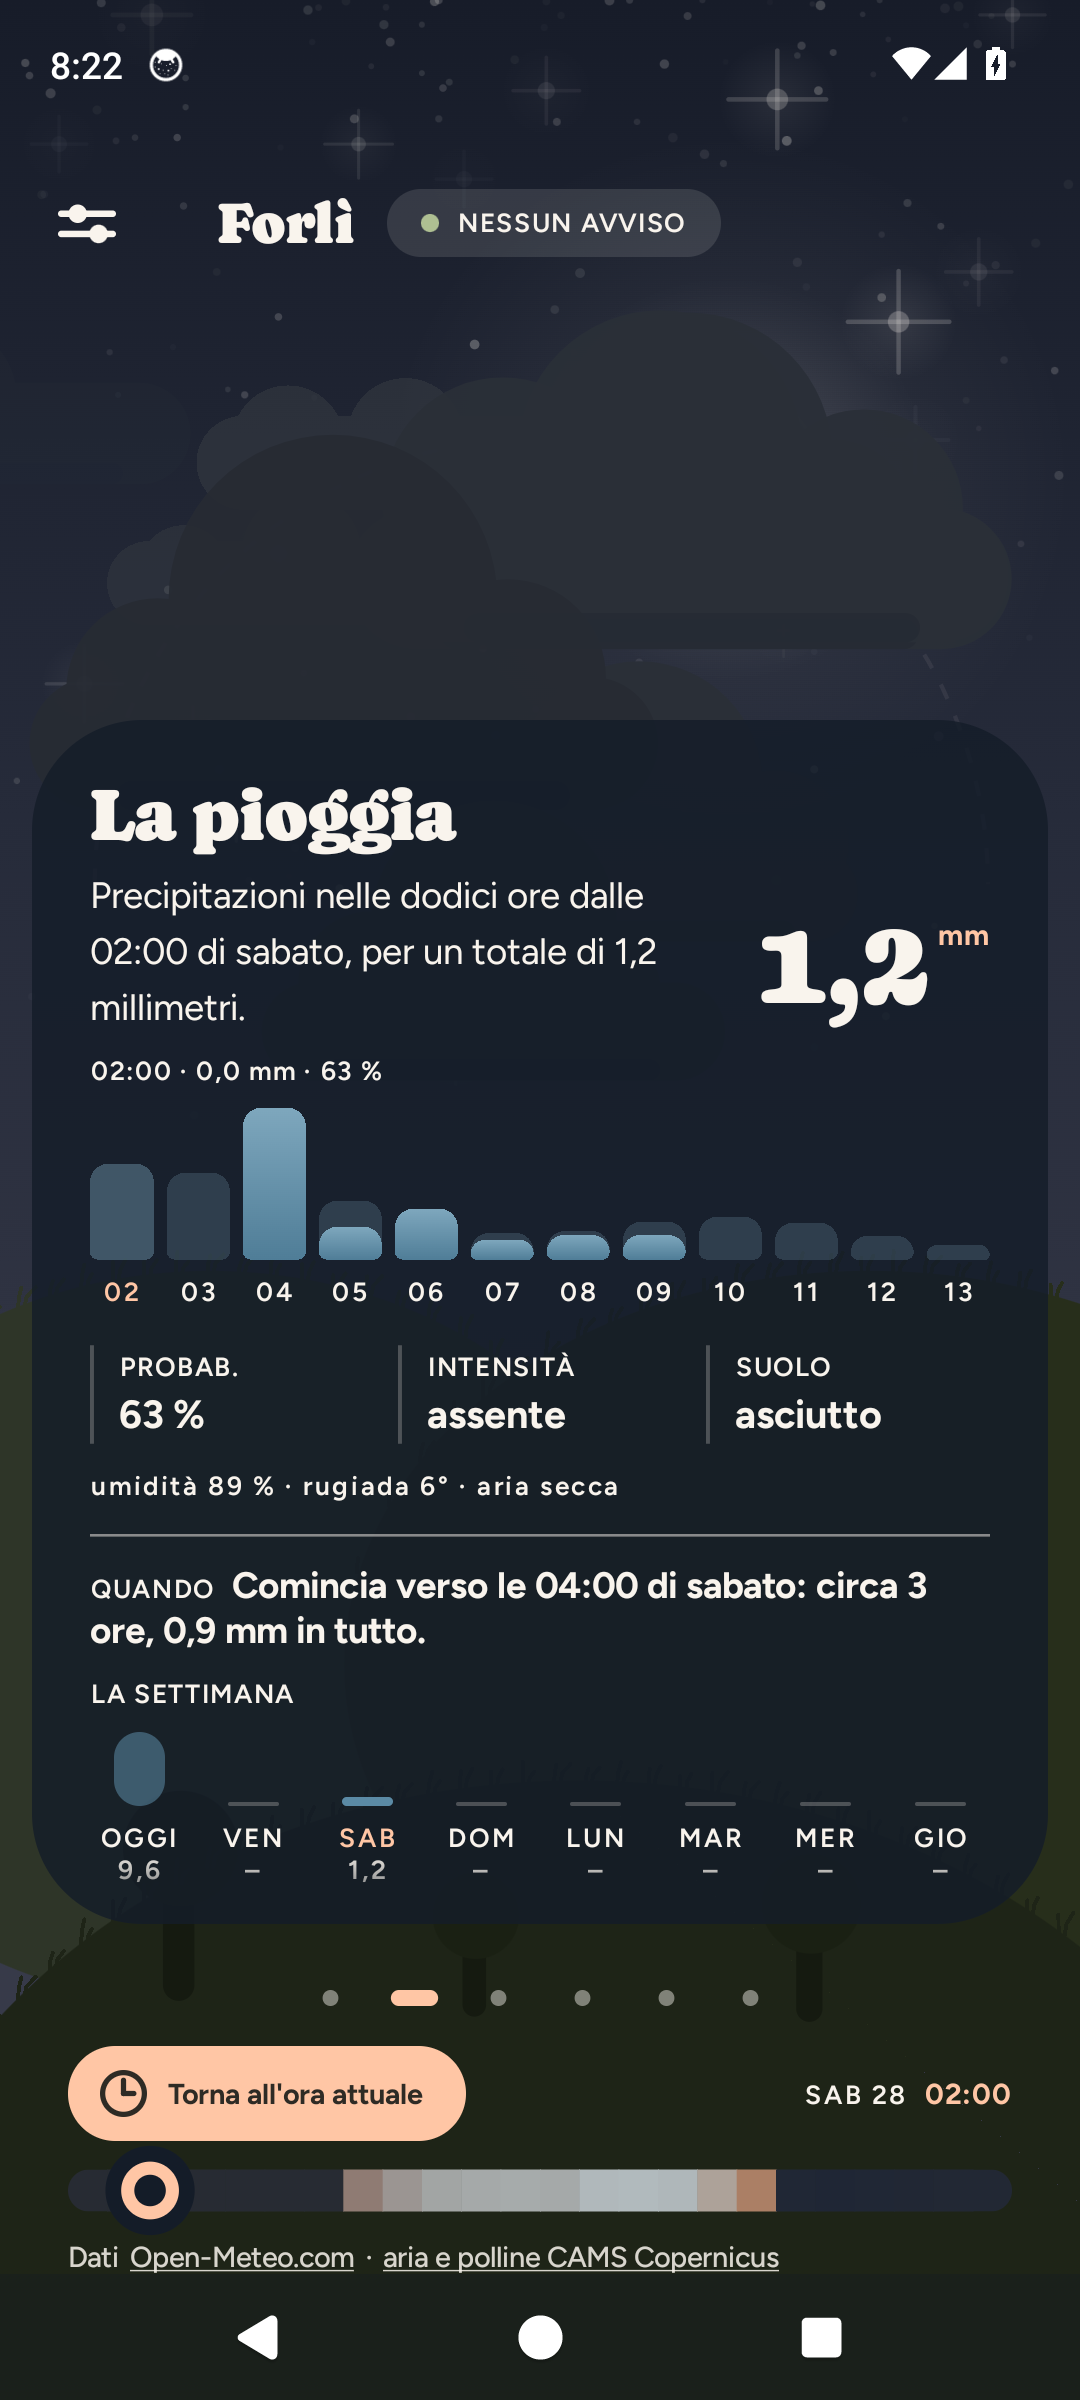 8:22
Forlì
NESSUN AVVISO
La pioggia
Precipitazioni nelle dodici ore dalle
02:00 di sabato, per un totale di 1,2
millimetri.
1,2 mm
02:00 · 0,0 mm · 63 %
02 03 04 05 06 07 08 09 10 11 12 13
PROBAB. INTENSITÀ SUOLO
63 % assente asciutto
umidità 89 % · rugiada 6° · aria secca
QUANDO Comincia verso le 04:00 di sabato: circa 3
ore, 0,9 mm in tutto.
LA SETTIMANA
OGGI VEN SAB DOM LUN MAR MER GIO
9,6 – 1,2 – – – – –
Torna all'ora attuale
SAB 28 02:00
Dati Open-Meteo.com · aria e polline CAMS Copernicus